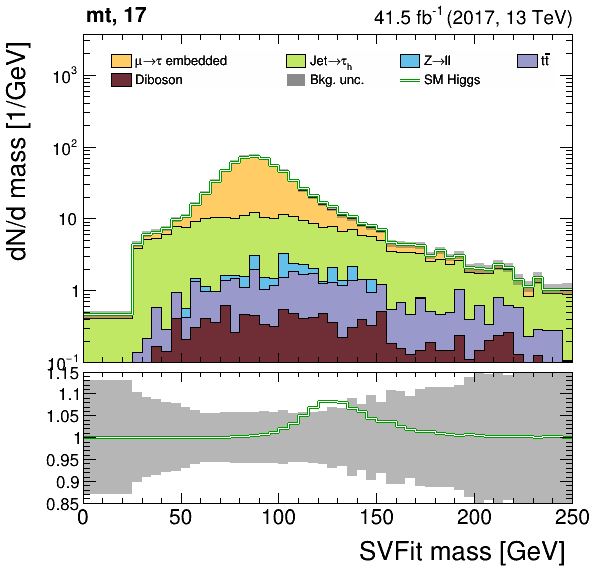 mt, 17
41.5 fb⁻¹ (2017, 13 TeV)
dN/d mass [1/GeV]
10³
10²
10
1
10⁻¹
μ→τ embedded
Jet→τₕ
Z→ll
tt̄
Diboson
Bkg. unc.
SM Higgs
1.15
1.1
1.05
1
0.95
0.9
0.85
0 50 100 150 200 250
SVFit mass [GeV]